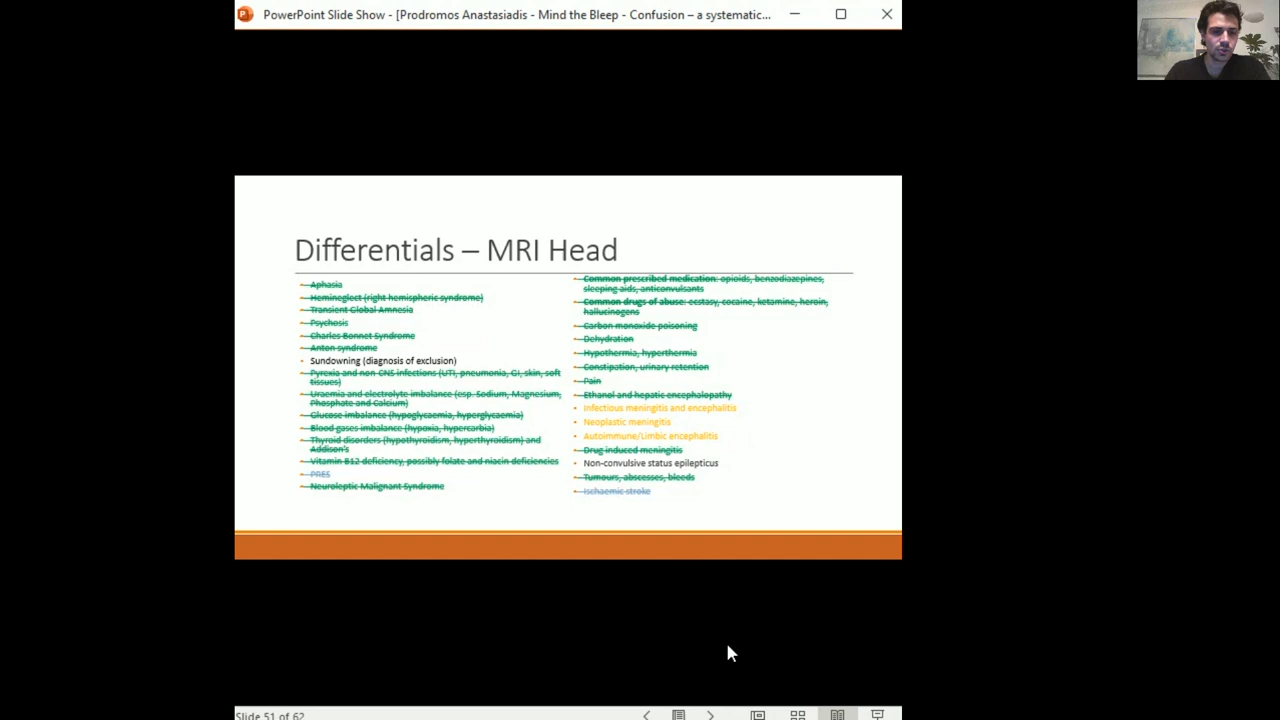 PowerPoint Slide Show - [Prodromos Anastasiadis - Mind the Bleep - Confusion – a systematic...
Differentials – MRI Head
Aphasia
Hemineglect (right hemispheric syndrome)
Transient Global Amnesia
Psychosis
Charles Bonnet Syndrome
Anton syndrome
Sundowning (diagnosis of exclusion)
Pyrexia and non-CNS infections (UTI, pneumonia, GI, skin, soft
tissues)
Uraemia and electrolyte imbalance (esp. Sodium, Magnesium,
Phosphate and Calcium)
Glucose imbalance (hypoglycaemia, hyperglycaemia)
Blood gases imbalance (hypoxia, hypercarbia)
Thyroid disorders (hypothyroidism, hyperthyroidism) and
Addison's
Vitamin B12 deficiency, possibly folate and niacin deficiencies
PRES
Neuroleptic Malignant Syndrome
Common prescribed medication: opioids, benzodiazepines,
sleeping aids, anticonvulsants
Common drugs of abuse: ecstasy, cocaine, ketamine, heroin,
hallucinogens
Carbon monoxide poisoning
Dehydration
Hypothermia, hyperthermia
Constipation, urinary retention
Pain
Ethanol and hepatic encephalopathy
Infectious meningitis and encephalitis
Neoplastic meningitis
Autoimmune/Limbic encephalitis
Drug induced meningitis
Non-convulsive status epilepticus
Tumours, abscesses, bleeds
Ischaemic stroke
Slide 51 of 62